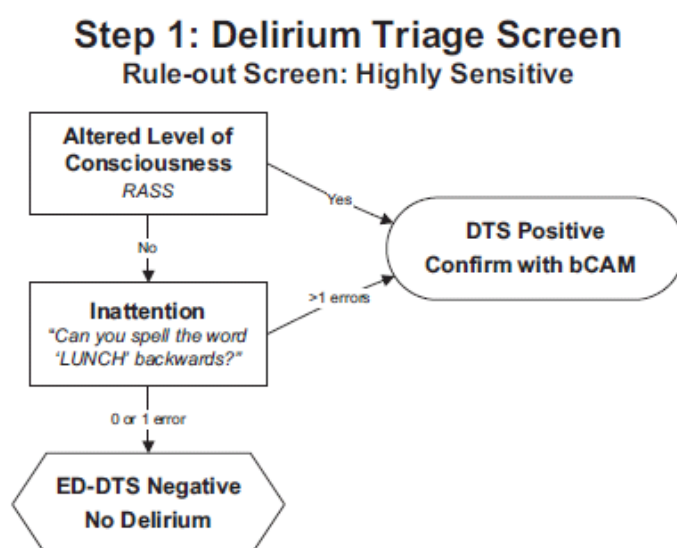 Step 1: Delirium Triage Screen
Rule-out Screen: Highly Sensitive
Altered Level of
Consciousness
RASS
Yes
DTS Positive
Confirm with bCAM
No
Inattention
“Can you spell the word
‘LUNCH’ backwards?”
>1 errors
0 or 1 error
ED-DTS Negative
No Delirium